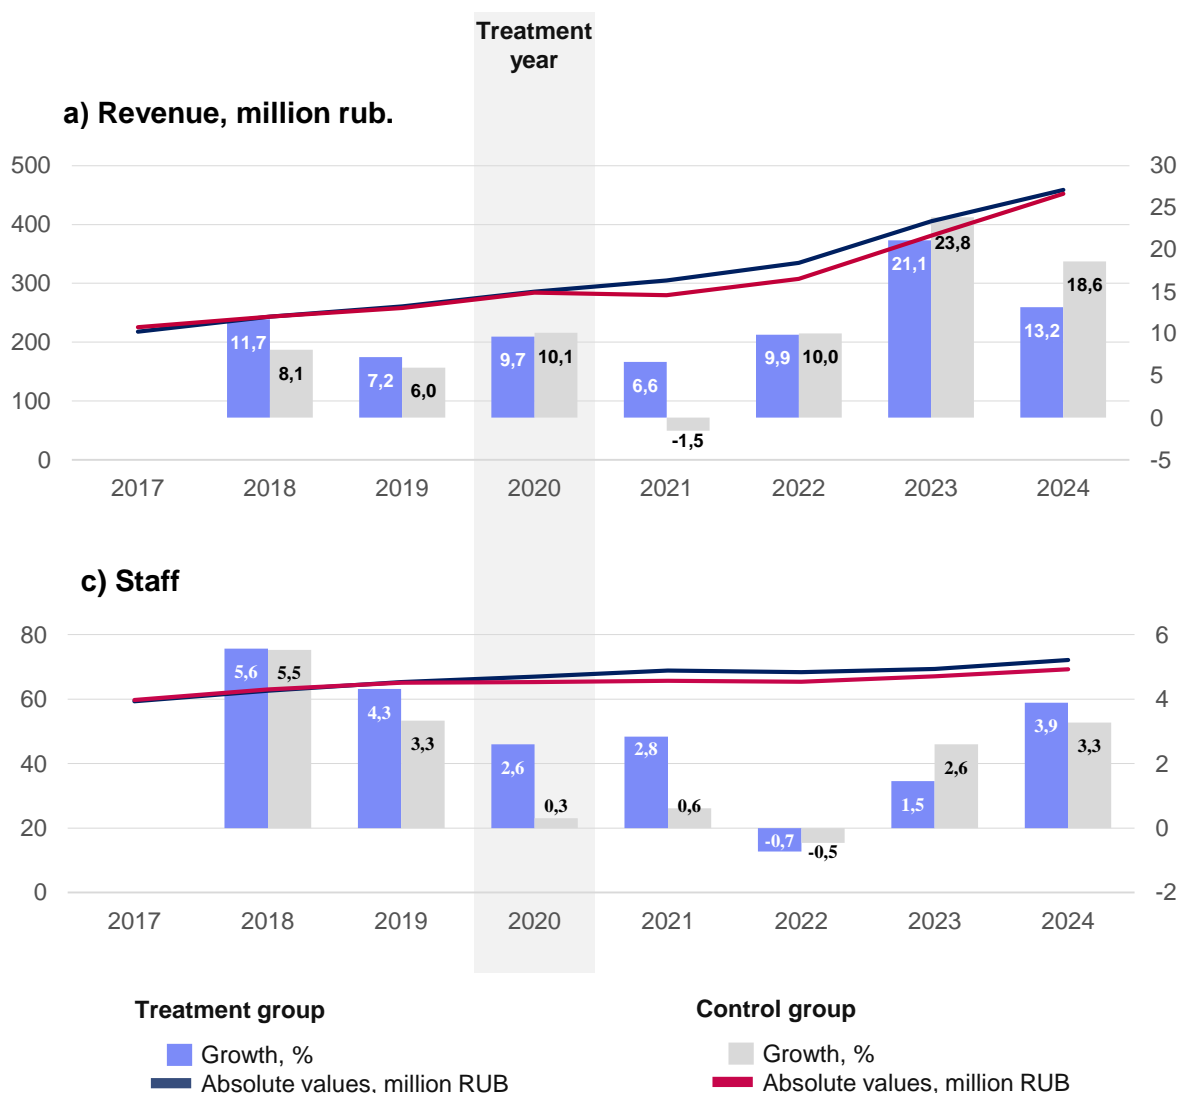 Treatment
year
a) Revenue, million rub.
500 30
400 25
300 20
200 15
100 10
0 5
0
-5
11,7 8,1 7,2 6,0 9,7 10,1 6,6 -1,5 9,9 10,0 21,1 23,8 13,2 18,6
2017 2018 2019 2020 2021 2022 2023 2024
c) Staff
80 6
60 4
40 2
20 0
0 -2
5,6 5,5 4,3 3,3 2,6 0,3 2,8 0,6 -0,7 -0,5 1,5 2,6 3,9 3,3
2017 2018 2019 2020 2021 2022 2023 2024
Treatment group Control group
Growth, % Growth, %
Absolute values, million RUB Absolute values, million RUB